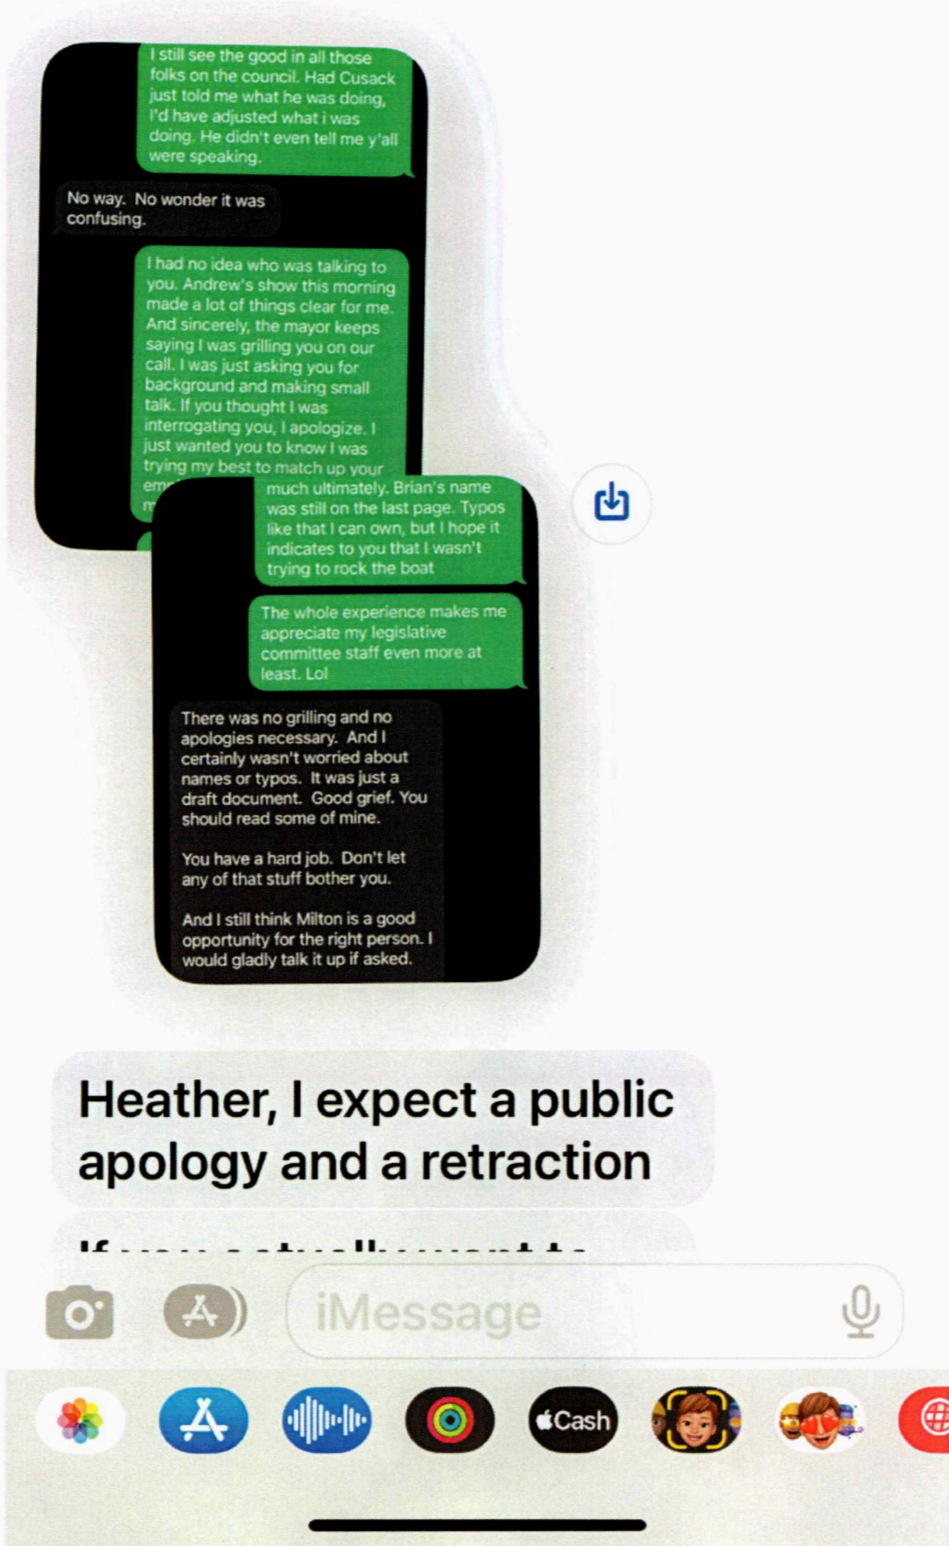 I still see the good in all those
folks on the council. Had Cusack
just told me what he was doing,
I'd have adjusted what i was
doing. He didn't even tell me y'all
were speaking.
No way.  No wonder it was
confusing.
I had no idea who was talking to
you. Andrew's show this morning
made a lot of things clear for me.
And sincerely, the mayor keeps
saying I was grilling you on our
call. I was just asking you for
background and making small
talk. If you thought I was
interrogating you, I apologize. I
just wanted you to know I was
trying my best to match up your
much ultimately. Brian's name
was still on the last page. Typos
like that I can own, but I hope it
indicates to you that I wasn't
trying to rock the boat
The whole experience makes me
appreciate my legislative
committee staff even more at
least. Lol
There was no grilling and no
apologies necessary.  And I
certainly wasn't worried about
names or typos.  It was just a
draft document.  Good grief. You
should read some of mine.
You have a hard job.  Don't let
any of that stuff bother you.
And I still think Milton is a good
opportunity for the right person. I
would gladly talk it up if asked.
Heather, I expect a public
apology and a retraction
If you actually want to
iMessage
Cash